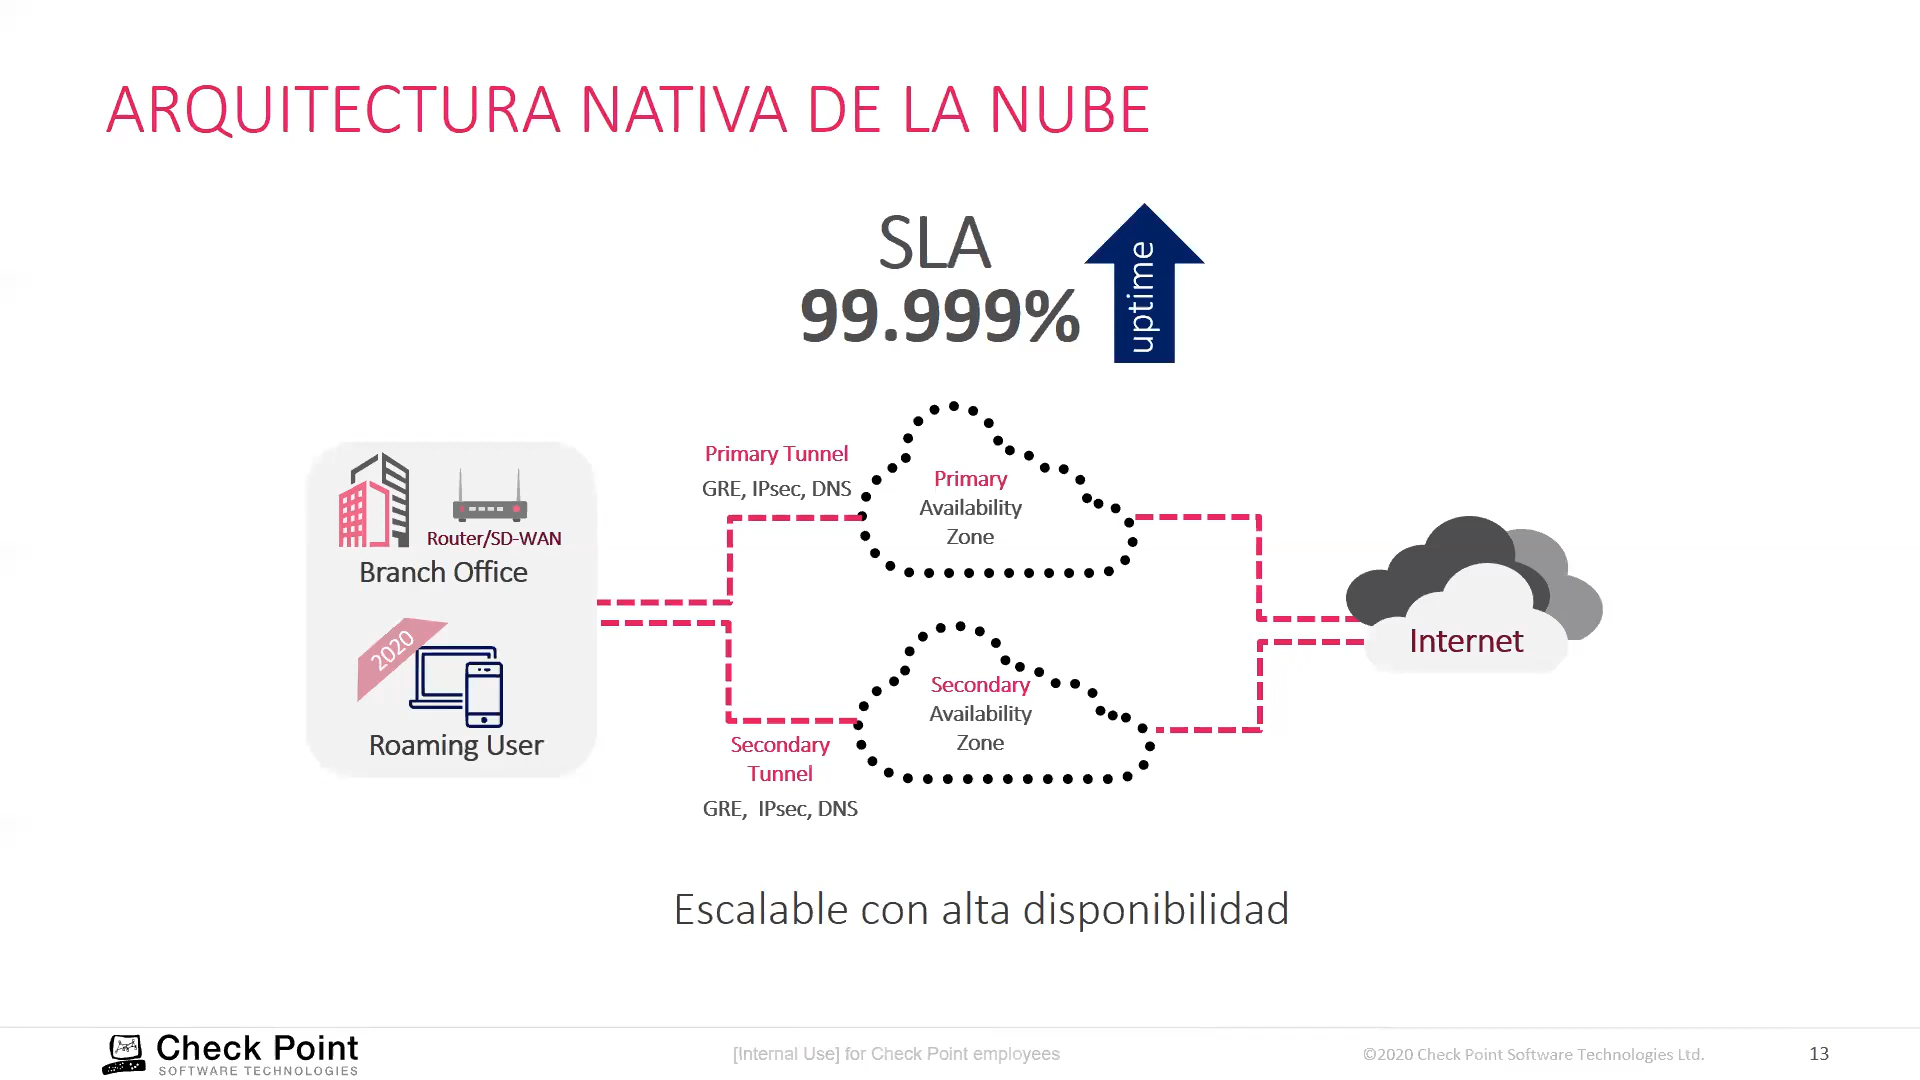 ARQUITECTURA NATIVA DE LA NUBE
SLA
99.999%
uptime
Primary Tunnel
GRE, IPsec, DNS
Primary
Availability
Zone
Router/SD-WAN
Branch Office
2020
Roaming User
Secondary
Availability
Zone
Secondary
Tunnel
GRE,  IPsec, DNS
Internet
Escalable con alta disponibilidad
Check Point
SOFTWARE TECHNOLOGIES
[Internal Use] for Check Point employees
©2020 Check Point Software Technologies Ltd.
13